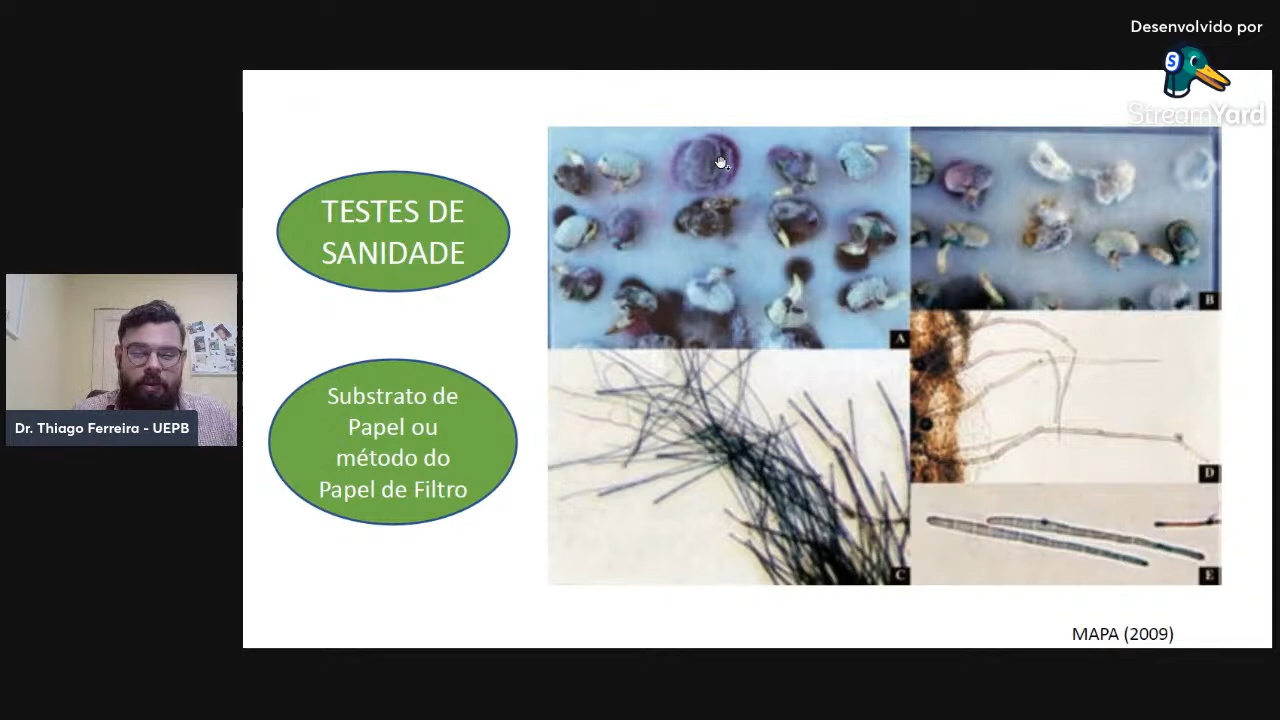 Desenvolvido por
S
StreamYard
TESTES DE
SANIDADE
Substrato de
Papel ou
método do
Papel de Filtro
A
B
C
D
E
Dr. Thiago Ferreira - UEPB
MAPA (2009)